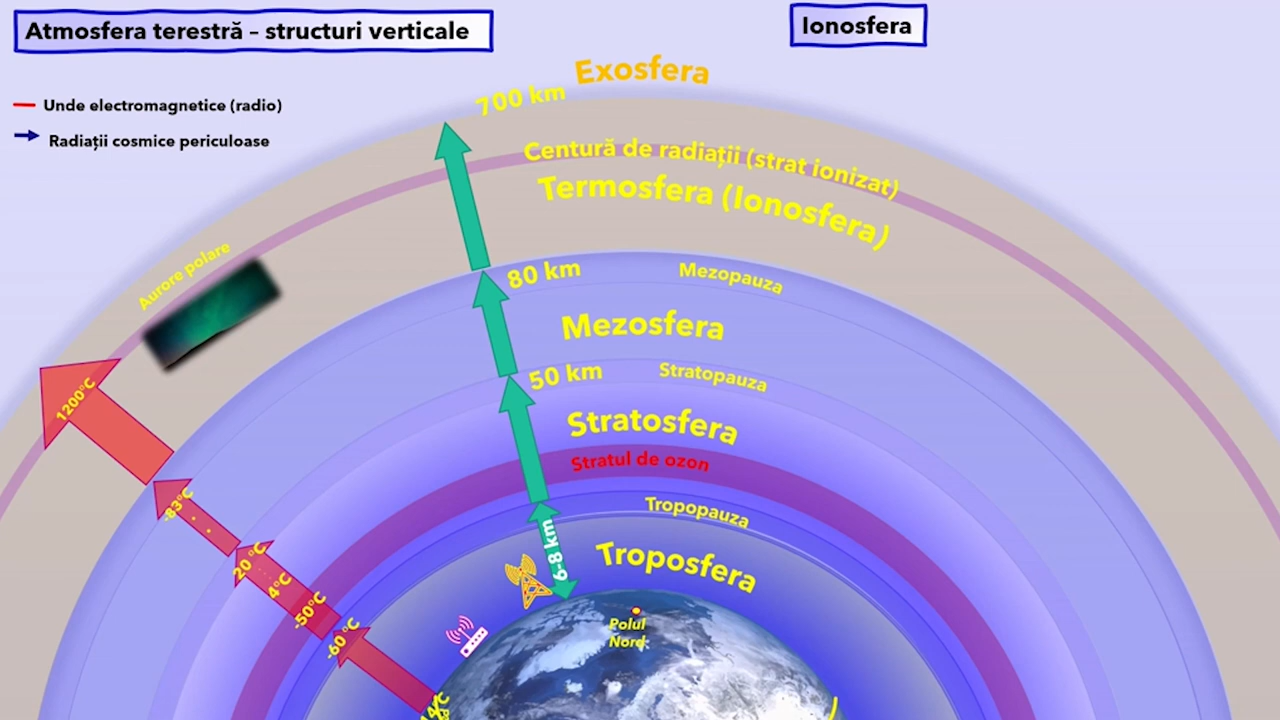 Atmosfera terestră – structuri verticale
Ionosfera
Exosfera
Unde electromagnetice (radio)
Radiații cosmice periculoase
700 km
Centură de radiații (strat ionizat)
Termosfera (Ionosfera)
Aurore polare
80 km
Mezopauza
Mezosfera
50 km
Stratopauza
1200°C
Stratosfera
Stratul de ozon
-83°C
Tropopauza
6-8 km
Troposfera
20 °C
4°C
-50°C
-60 °C
Polul
Nord